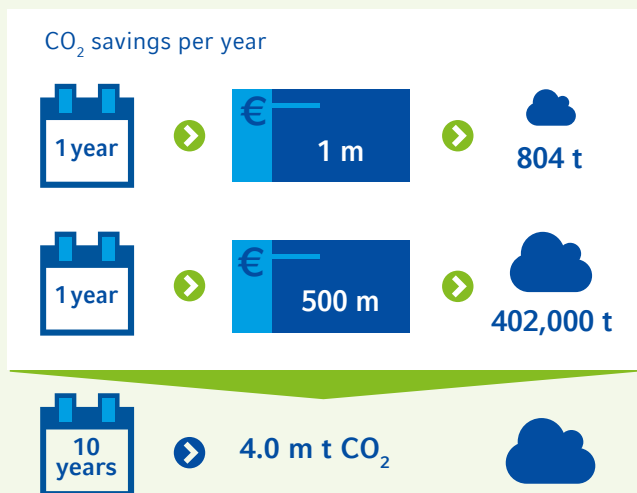 CO₂ savings per year
1 year
€
1 m
804 t
1 year
€
500 m
402,000 t
10
years
4.0 m t CO₂